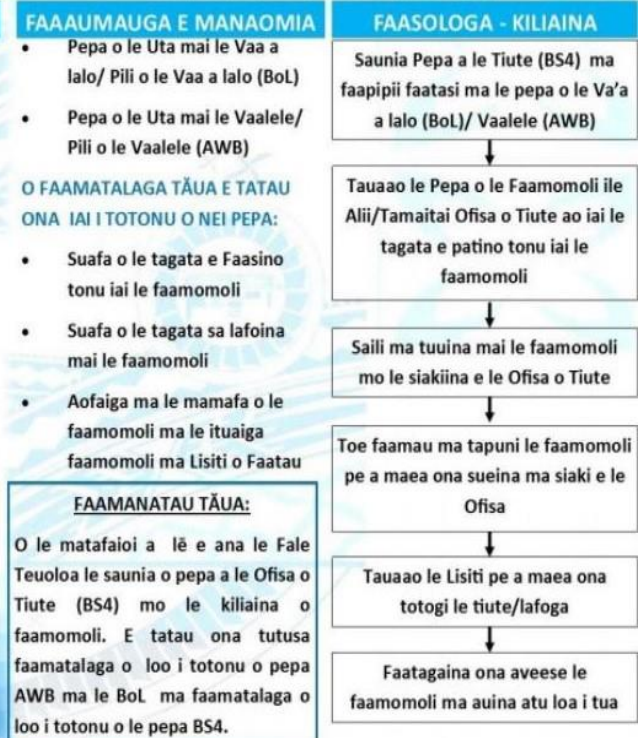 FAAAUMAUGA E MANAOMIA
• Pepa o le Uta mai le Vaa a
lalo/ Pili o le Vaa a lalo (BoL)
• Pepa o le Uta mai le Vaalele/
Pili o le Vaalele (AWB)
O FAAMATALAGA TĀUA E TATAU
ONA IAI I TOTONU O NEI PEPA:
• Suafa o le tagata e Faasino
tonu iai le faamomoli
• Suafa o le tagata sa lafoina
mai le faamomoli
• Aofaiga ma le mamafa o le
faamomoli ma le ituaiga
faamomoli ma Lisiti o Faatau
FAAMANATAU TĀUA:
O le matafaioi a lē e ana le Fale
Teuoloa le saunia o pepa a le Ofisa o
Tiute (BS4) mo le kiliaina o
faamomoli. E tatau ona tutusa
faamatalaga o loo i totonu o pepa
AWB ma le BoL ma faamatalaga o
loo i totonu o le pepa BS4.
FAASOLOGA - KILIAINA
Saunia Pepa a le Tiute (BS4) ma
faapipii faatasi ma le pepa o le Va'a
a lalo (BoL)/ Vaalele (AWB)
Tauaao le Pepa o le Faamomoli ile
Alii/Tamaitai Ofisa o Tiute ao iai le
tagata e patino tonu iai le
faamomoli
Saili ma tuuina mai le faamomoli
mo le siakiina e le Ofisa o Tiute
Toe faamau ma tapuni le faamomoli
pe a maea ona sueina ma siaki e le
Ofisa
Tauaao le Lisiti pe a maea ona
totogi le tiute/lafoga
Faatagaina ona aveese le
faamomoli ma auina atu loa i tua